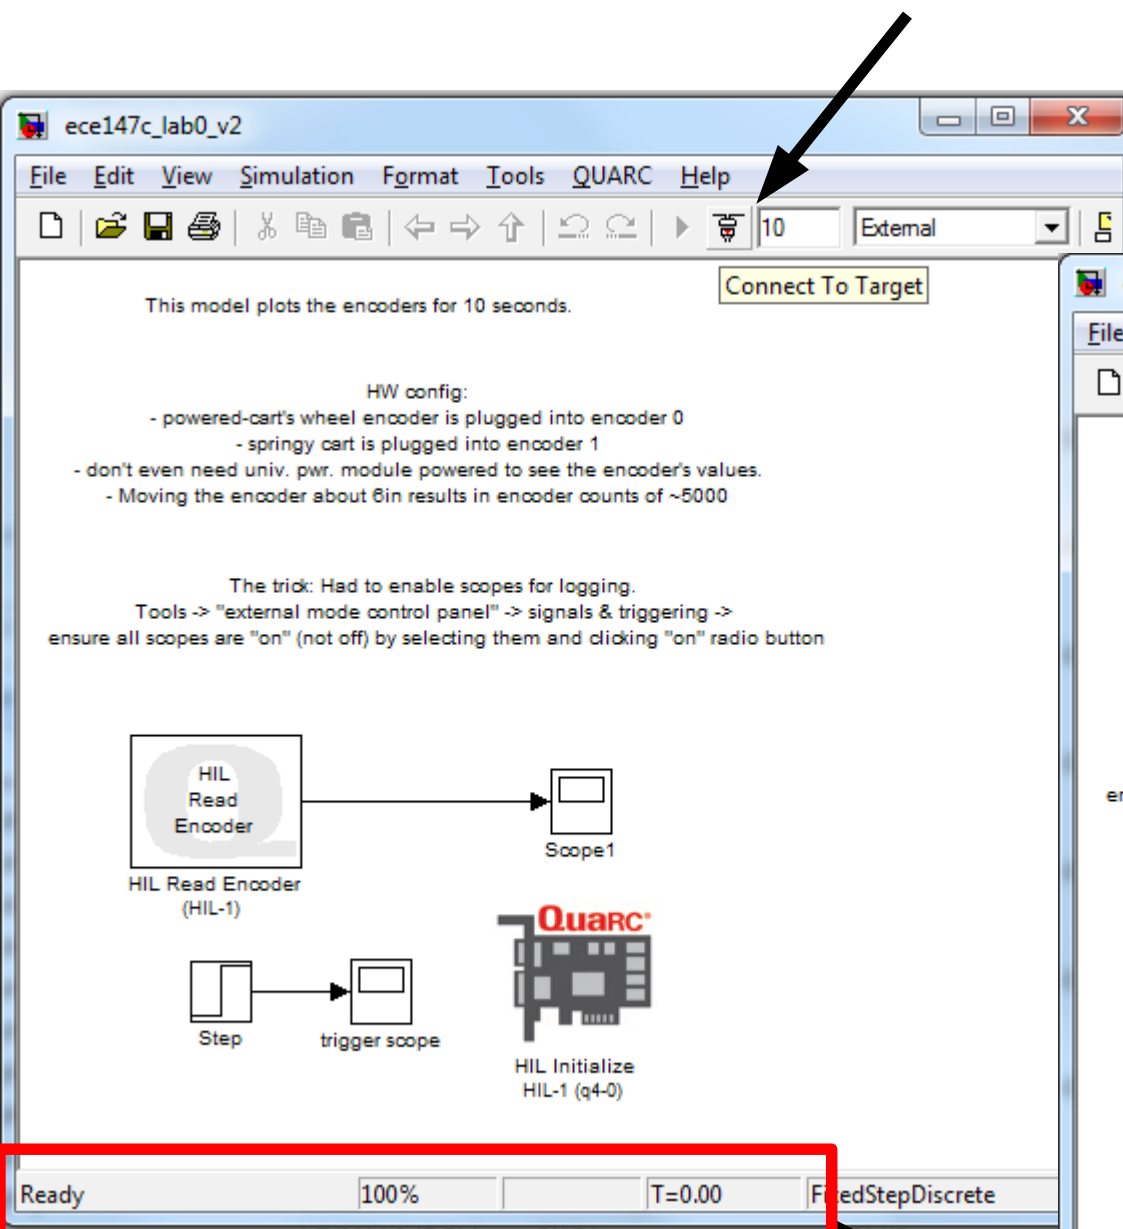 ece147c_lab0_v2
File Edit View Simulation Format Tools QUARC Help
10 External
Connect To Target
File
This model plots the encoders for 10 seconds.
HW config:
- powered-cart's wheel encoder is plugged into encoder 0
- springy cart is plugged into encoder 1
- don't even need univ. pwr. module powered to see the encoder's values.
- Moving the encoder about 6in results in encoder counts of ~5000
The trick: Had to enable scopes for logging.
Tools -> "external mode control panel" -> signals & triggering ->
ensure all scopes are "on" (not off) by selecting them and clicking "on" radio button
HIL
Read
Encoder
Scope1
HIL Read Encoder
(HIL-1)
er
QUARC
Step
trigger scope
HIL Initialize
HIL-1 (q4-0)
Ready 100% T=0.00